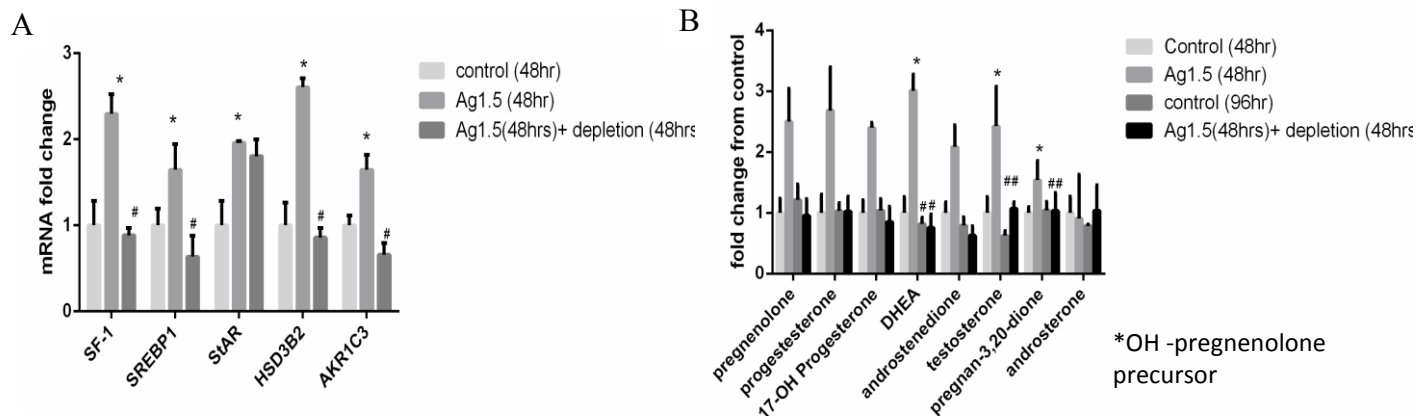 A
mRNA fold change
3
2
1
0
*
#
*
#
*
*
#
*
#
SF-1
SREBP1
StAR
HSD3B2
AKR1C3
control (48hr)
Ag1.5 (48hr)
Ag1.5(48hrs)+ depletion (48hrs
B
fold change from control
4
3
2
1
0
*
##
*
##
*
##
pregnenolone
progestesterone
17-OH Progesterone
DHEA
androstenedione
testosterone
pregnan-3,20-dione
androsterone
Control (48hr)
Ag1.5 (48hr)
control (96hr)
Ag1.5(48hrs)+ depletion (48hrs
*OH -pregnenolone
precursor